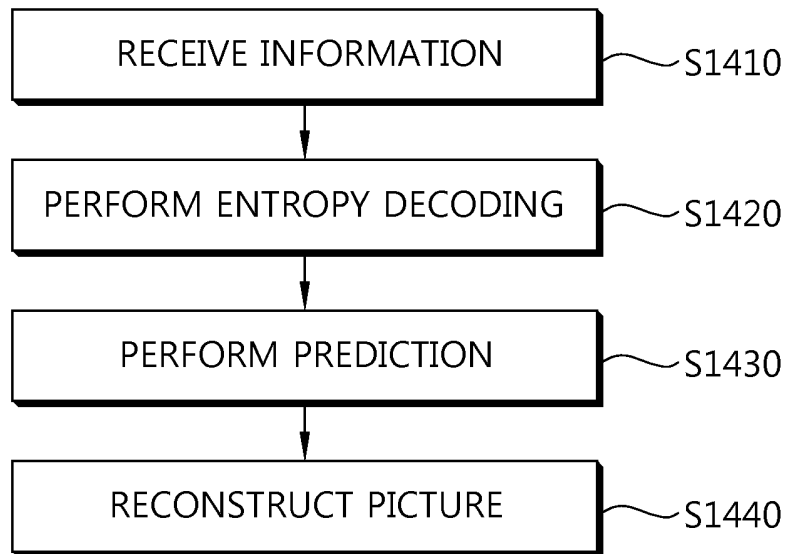 RECEIVE INFORMATION
S1410
PERFORM ENTROPY DECODING
S1420
PERFORM PREDICTION
S1430
RECONSTRUCT PICTURE
S1440